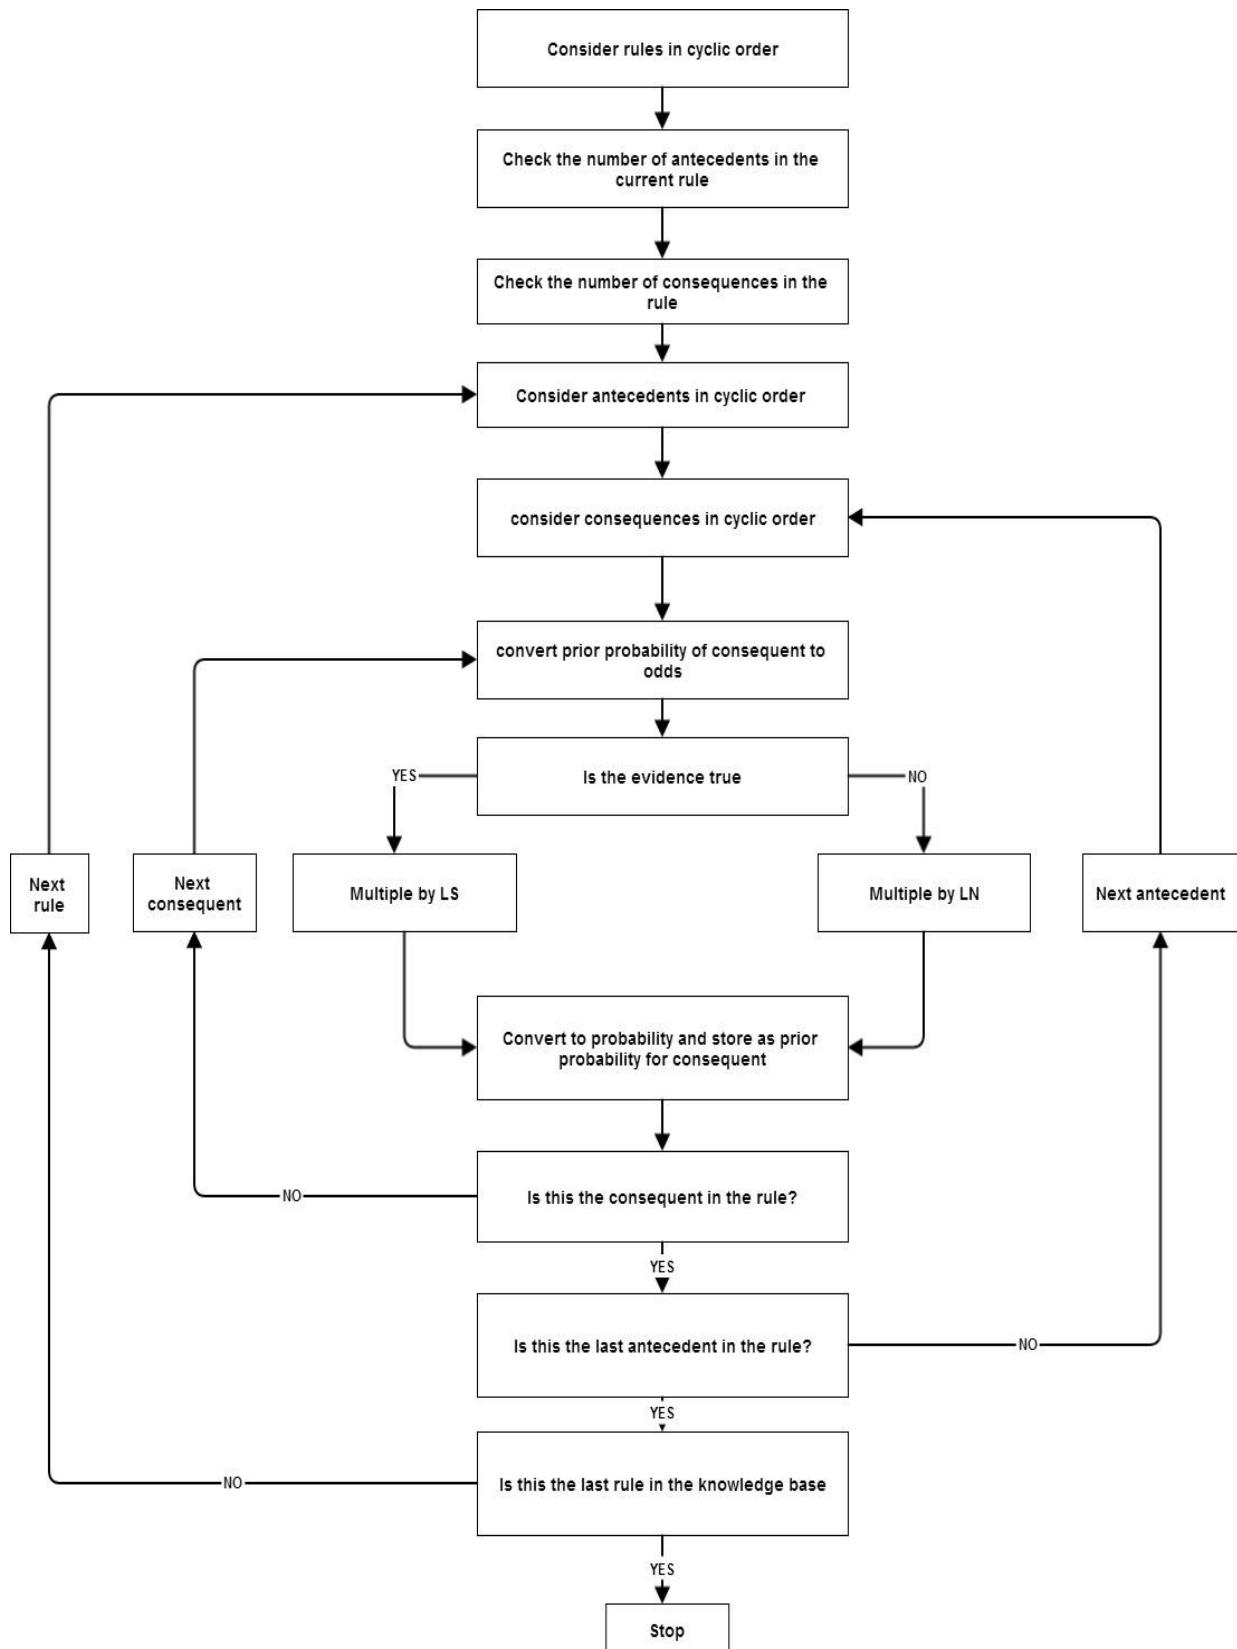 Consider rules in cyclic order
Check the number of antecedents in the
current rule
Check the number of consequences in the
rule
Consider antecedents in cyclic order
consider consequences in cyclic order
convert prior probability of consequent to
odds
Is the evidence true
YES
NO
Next
rule
Next
consequent
Multiple by LS
Multiple by LN
Next antecedent
Convert to probability and store as prior
probability for consequent
Is this the consequent in the rule?
NO
YES
Is this the last antecedent in the rule?
NO
YES
Is this the last rule in the knowledge base
NO
YES
Stop